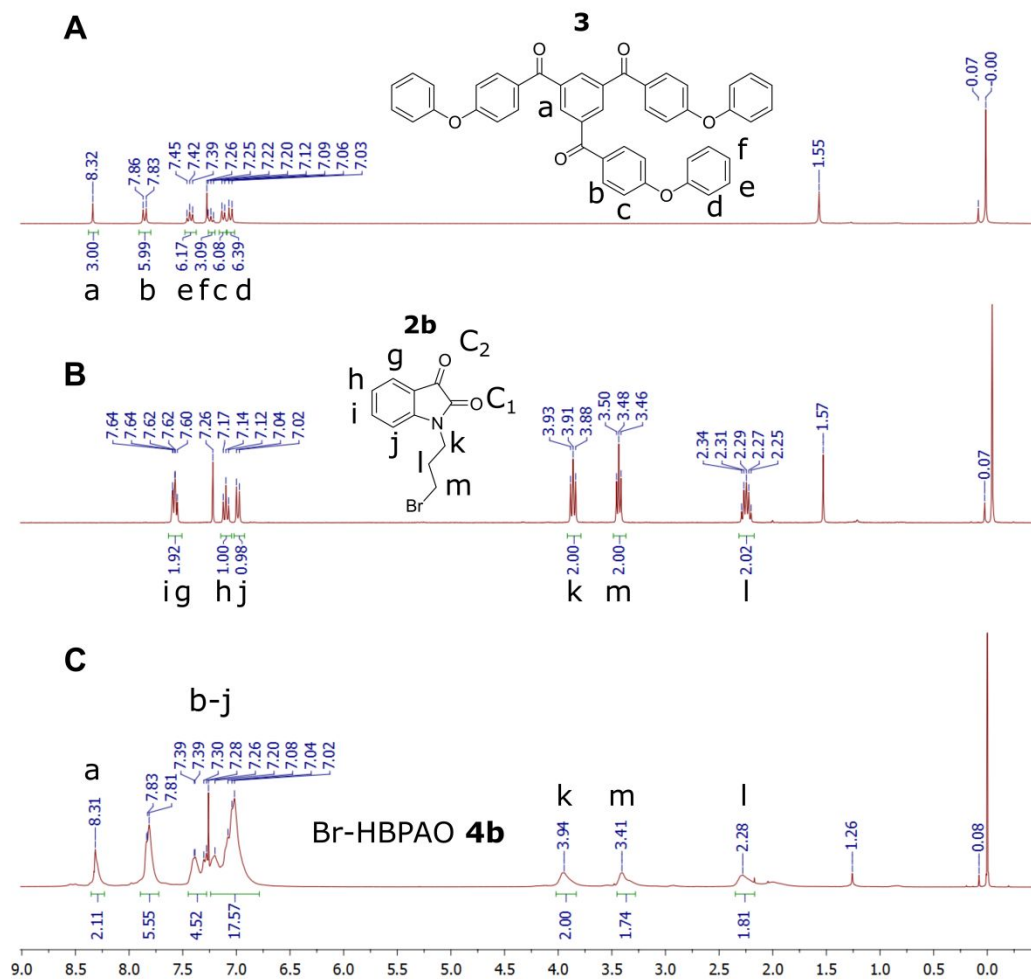 A
3
O
O
O
O
O
O
a
b
c
d
e
f
8.32
7.86
7.83
7.45
7.42
7.39
7.26
7.25
7.22
7.20
7.12
7.09
7.06
7.03
1.55
0.07
-0.00
3.00
5.99
6.17
3.09
6.08
6.39
a b e f c d
B
2b
g
h
i
j
O
C2
O
C1
N
k
l
m
Br
7.64
7.64
7.62
7.62
7.60
7.26
7.17
7.14
7.12
7.04
7.02
3.93
3.91
3.88
3.50
3.48
3.46
2.34
2.31
2.29
2.27
2.25
1.57
0.07
1.92
1.00
0.98
2.00
2.00
2.02
i g h j k m l
C
b-j
a
8.31
7.83
7.81
7.39
7.39
7.30
7.28
7.26
7.20
7.08
7.04
7.02
Br-HBPAO 4b
k
m
l
3.94
3.41
2.28
1.26
0.08
2.11
5.55
4.52
17.57
2.00
1.74
1.81
9.0 8.5 8.0 7.5 7.0 6.5 6.0 5.5 5.0 4.5 4.0 3.5 3.0 2.5 2.0 1.5 1.0 0.5 0.0